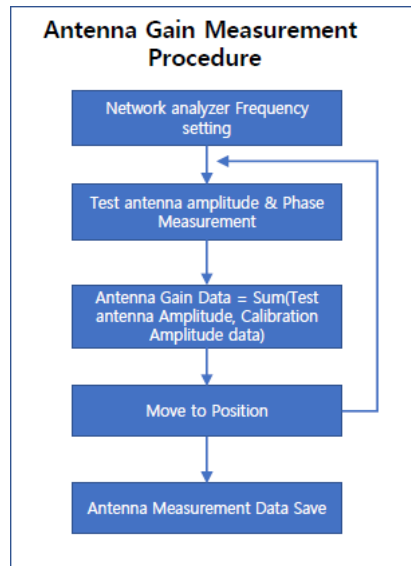 Antenna Gain Measurement
Procedure
Network analyzer Frequency
setting
Test antenna amplitude & Phase
Measurement
Antenna Gain Data = Sum(Test
antenna Amplitude, Calibration
Amplitude data)
Move to Position
Antenna Measurement Data Save